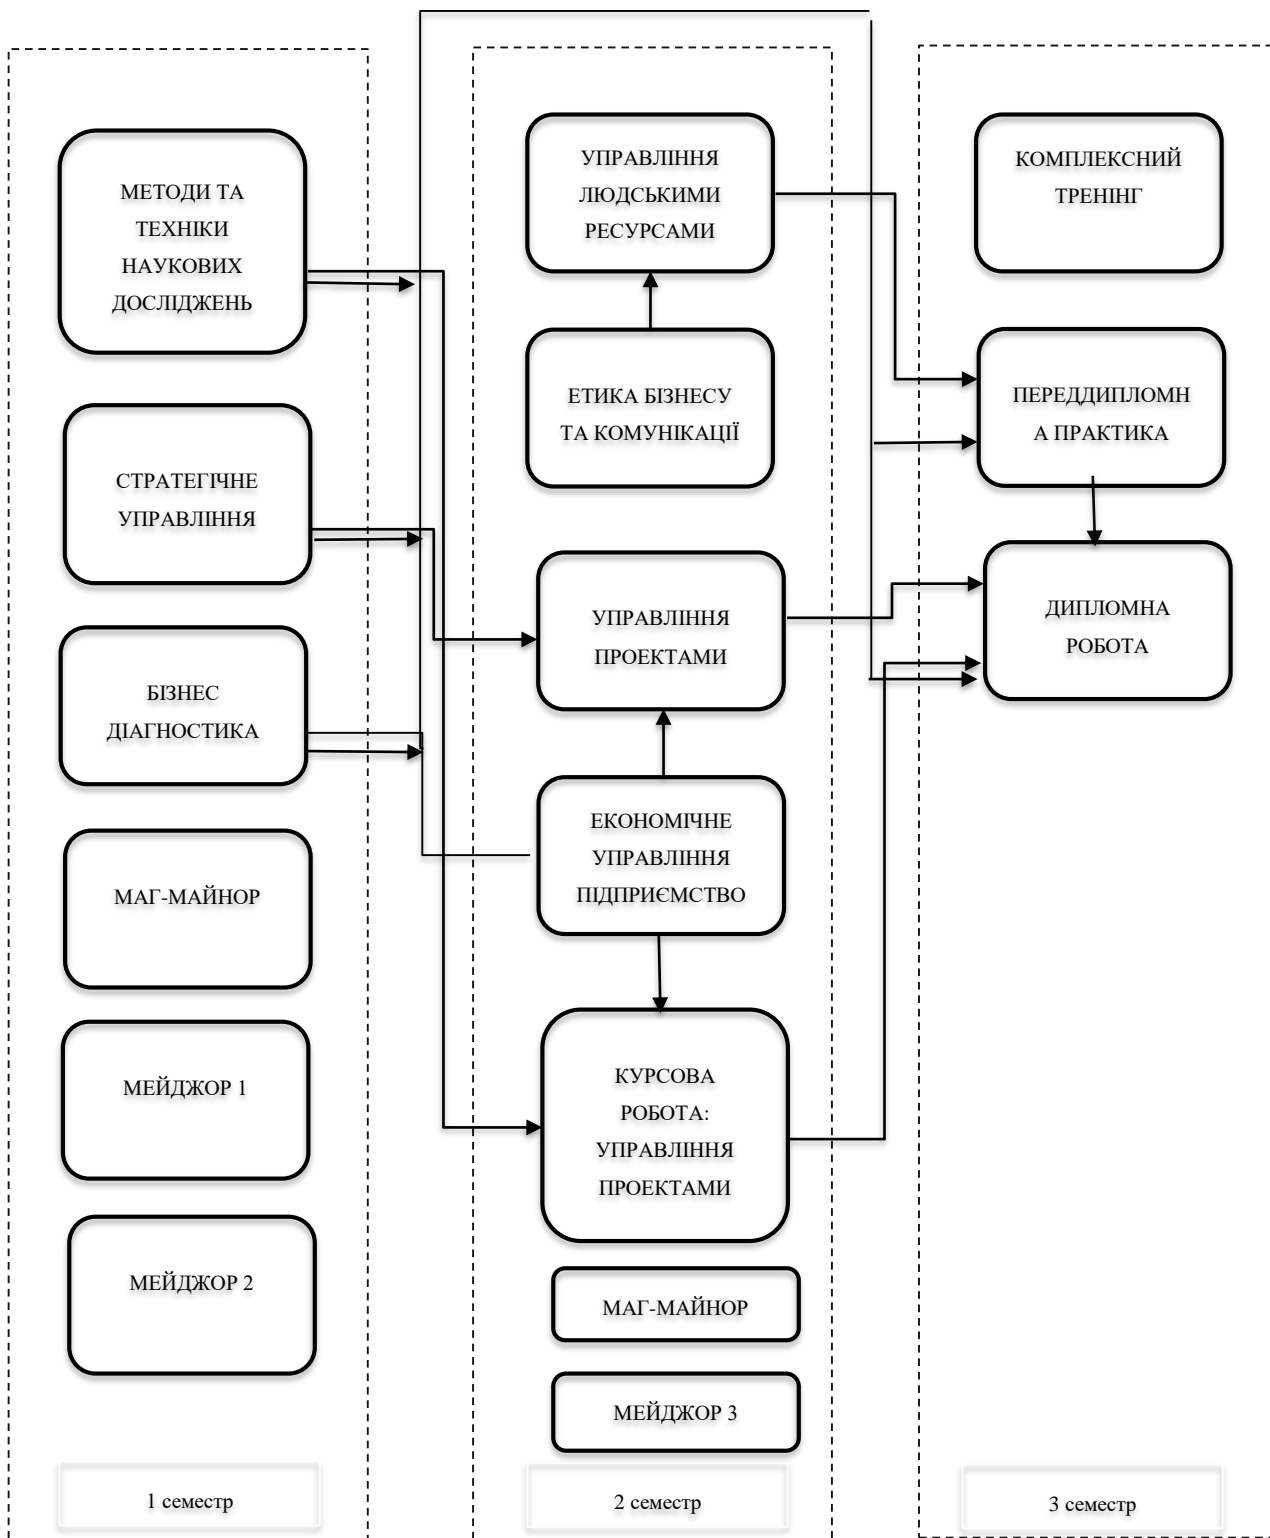 МЕТОДИ ТА
ТЕХНІКИ
НАУКОВИХ
ДОСЛІДЖЕНЬ
СТРАТЕГІЧНЕ
УПРАВЛІННЯ
БІЗНЕС
ДІАГНОСТИКА
МАГ-МАЙНОР
МЕЙДЖОР 1
МЕЙДЖОР 2
1 семестр
УПРАВЛІННЯ
ЛЮДСЬКИМИ
РЕСУРСАМИ
ЕТИКА БІЗНЕСУ
ТА КОМУНІКАЦІЇ
УПРАВЛІННЯ
ПРОЕКТАМИ
ЕКОНОМІЧНЕ
УПРАВЛІННЯ
ПІДПРИЄМСТВО
КУРСОВА
РОБОТА:
УПРАВЛІННЯ
ПРОЕКТАМИ
МАГ-МАЙНОР
МЕЙДЖОР 3
2 семестр
КОМПЛЕКСНИЙ
ТРЕНІНГ
ПЕРЕДДИПЛОМН
А ПРАКТИКА
ДИПЛОМНА
РОБОТА
3 семестр